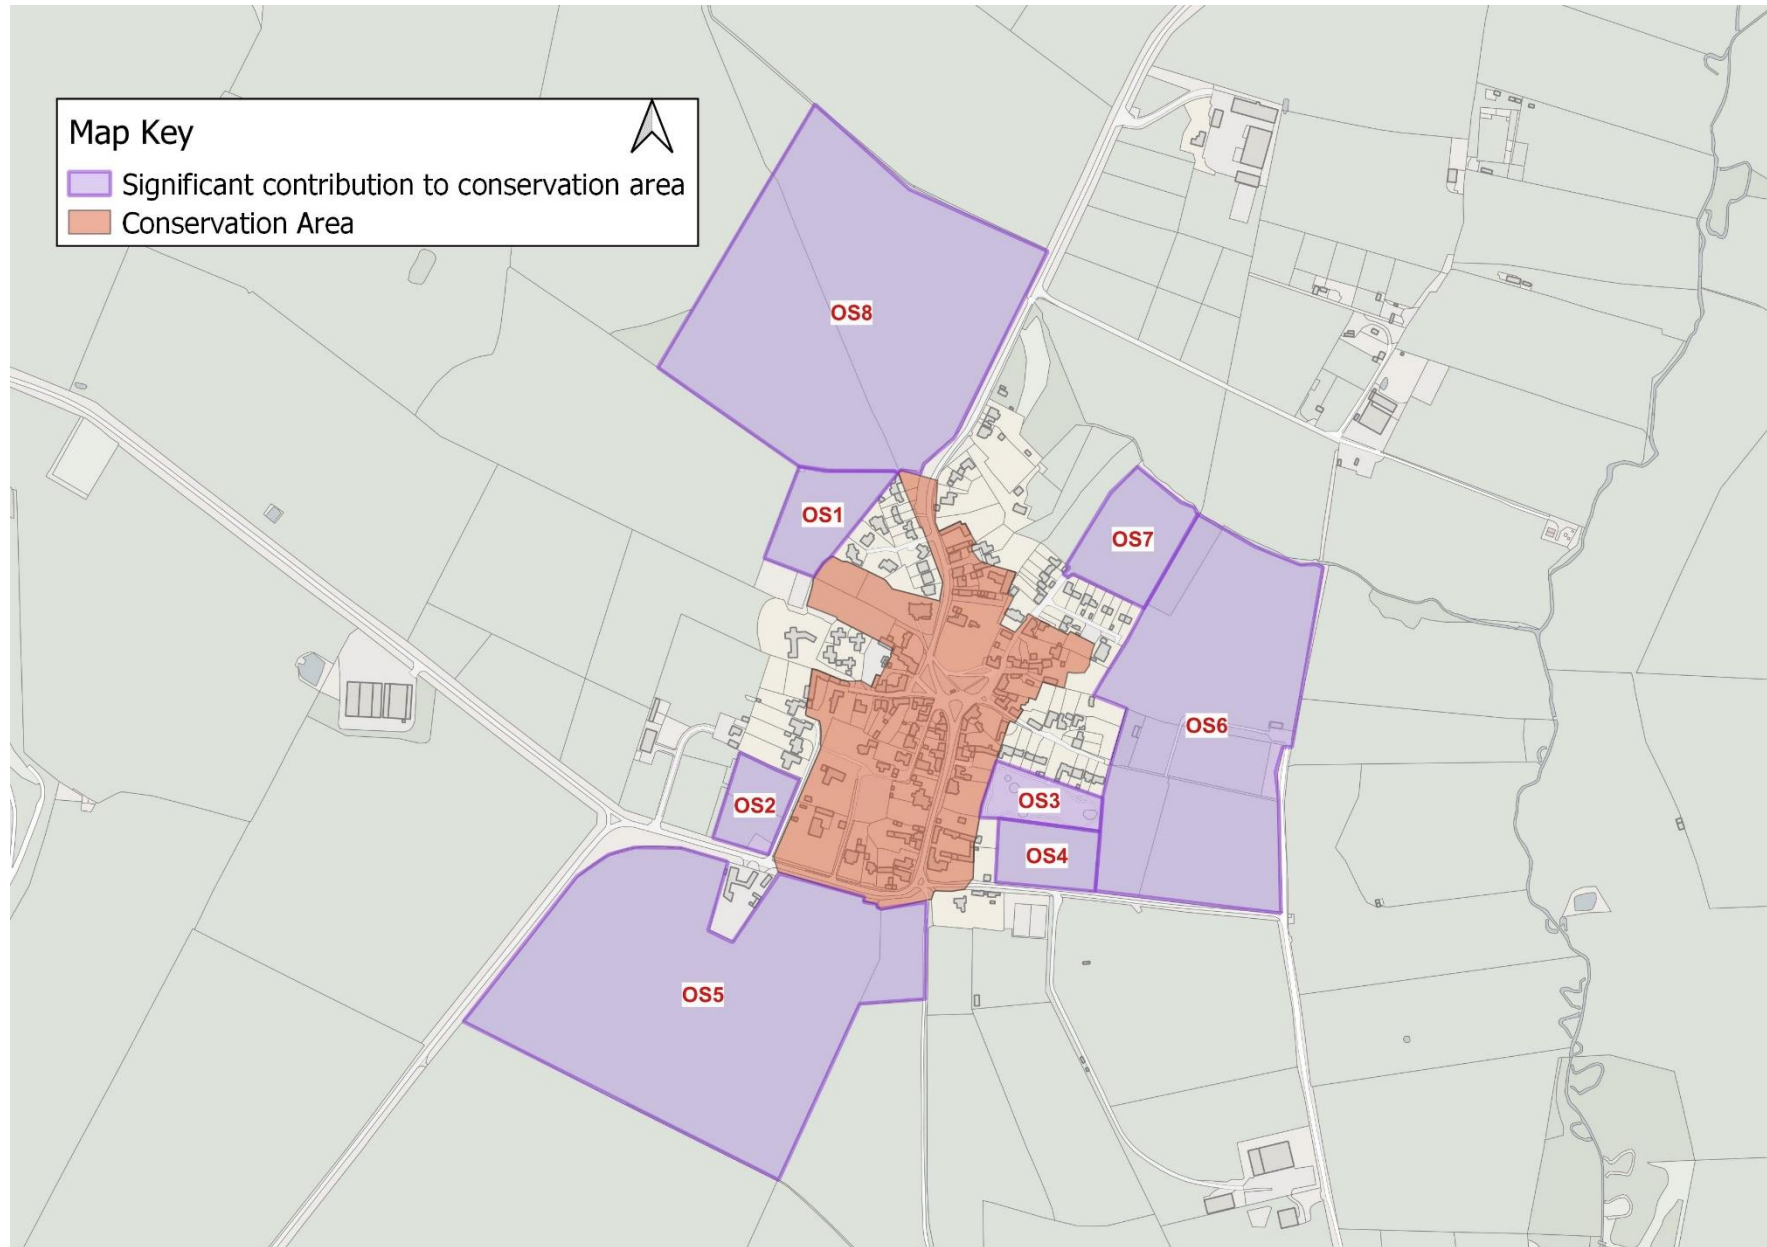 Map Key
Significant contribution to conservation area
Conservation Area
OS8
OS1
OS7
OS6
OS2
OS3
OS4
OS5